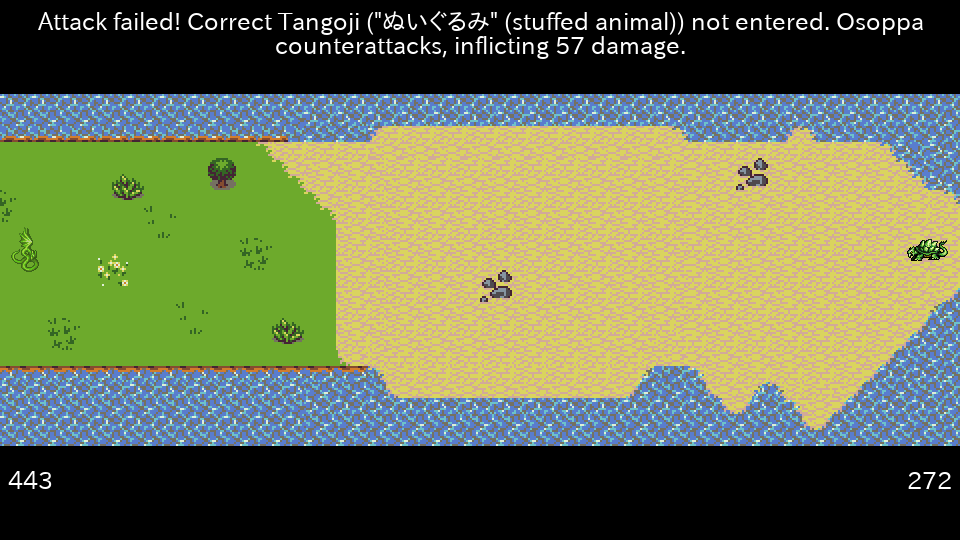 Attack failed! Correct Tangoji ("ぬいぐるみ" (stuffed animal)) not entered. Osoppa
counterattacks, inflicting 57 damage.
443
272